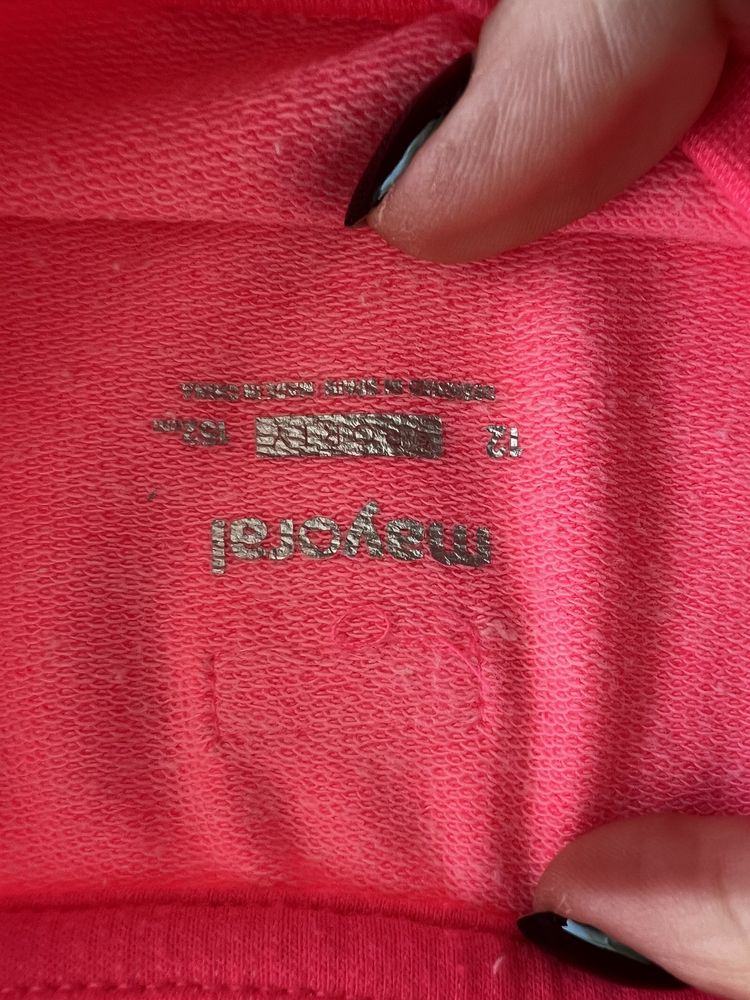 mayoral
12 152cm
DESIGNED IN SPAIN MADE IN CHINA